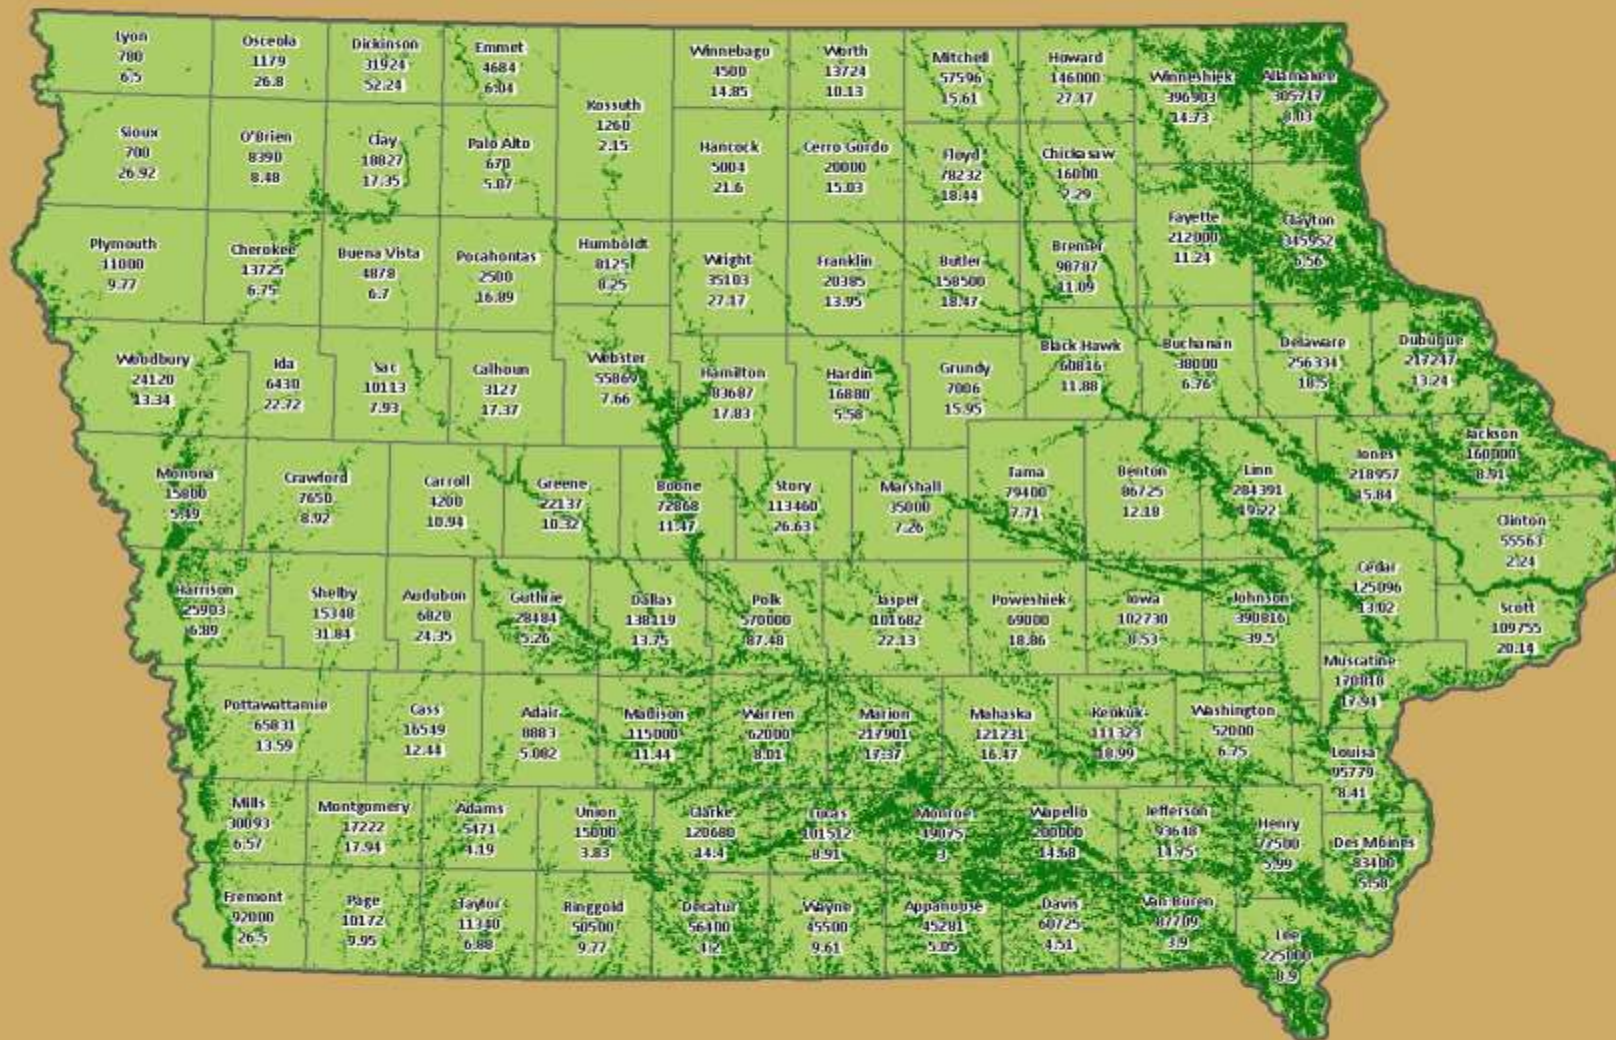 Lyon
780
6.5
Osceola
1179
26.8
Dickinson
31924
52.24
Emmet
4684
6.04
Kossuth
1260
2.15
Winnebago
4500
14.85
Worth
13724
10.13
Mitchell
57596
15.61
Howard
146000
27.47
Winneshiek
396903
14.73
Allamakee
305717
8.03
Sioux
700
26.92
O'Brien
8390
8.48
Clay
18827
17.35
Palo Alto
670
5.07
Hancock
5004
21.6
Cerro Gordo
20000
15.03
Floyd
78232
18.44
Chickasaw
16000
2.29
Fayette
212000
11.24
Clayton
345952
6.56
Plymouth
11000
9.77
Cherokee
13725
6.75
Buena Vista
4878
6.7
Pocahontas
2500
16.89
Humboldt
8125
8.25
Wright
35103
27.17
Franklin
20385
13.95
Butler
158500
18.47
Bremer
98787
11.09
Woodbury
24120
13.34
Ida
6430
22.72
Sac
10113
7.93
Calhoun
3127
17.37
Webster
55869
7.66
Hamilton
83687
17.83
Hardin
16880
5.58
Grundy
7006
15.95
Black Hawk
60816
11.88
Buchanan
38000
6.76
Delaware
256334
18.5
Dubuque
217247
13.24
Monona
15800
5.49
Crawford
7650
8.92
Carroll
4200
10.94
Greene
22137
10.32
Boone
72868
11.47
Story
113460
26.63
Marshall
35000
7.26
Tama
79400
7.71
Benton
86725
12.18
Linn
284391
19.22
Jones
218957
15.84
Jackson
160000
8.91
Clinton
55563
2.24
Harrison
25903
6.89
Shelby
15348
31.84
Audubon
6820
24.35
Guthrie
28484
5.26
Dallas
138119
13.75
Polk
570000
87.48
Jasper
101682
22.13
Poweshiek
69000
18.86
Iowa
102730
8.53
Johnson
390816
39.5
Cedar
125096
13.02
Scott
109755
20.14
Muscatine
170818
17.94
Pottawattamie
65831
13.59
Cass
16549
12.44
Adair
8883
5.082
Madison
115000
11.44
Warren
62000
8.01
Marion
217901
17.37
Mahaska
121231
16.47
Keokuk
111323
18.99
Washington
52000
6.75
Louisa
95779
8.41
Mills
30093
6.57
Montgomery
17222
17.94
Adams
5471
4.19
Union
15000
3.83
Clarke
120680
14.4
Lucas
101512
8.91
Monroe
39075
3
Wapello
200000
14.68
Jefferson
93648
14.75
Henry
77500
5.99
Des Moines
83400
5.58
Fremont
92000
26.5
Page
10172
9.95
Taylor
11340
6.88
Ringgold
50500
9.77
Decatur
56400
4.2
Wayne
45500
9.61
Appanoose
45281
5.05
Davis
60725
4.51
Van Buren
87709
3.9
Lee
225000
8.9